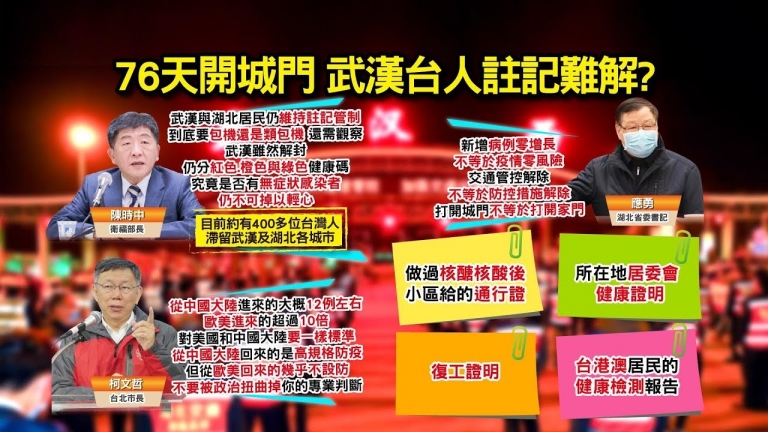 76天開城門 武漢台人註記難解?
武漢與湖北居民仍維持註記管制
到底要包機還是類包機 還需觀察
武漢雖然解封
仍分紅色.橙色與綠色健康碼
究竟是否有無症狀感染者
仍不可掉以輕心
陳時中
衛福部長
目前約有400多位台灣人
滯留武漢及湖北各城市
新增病例零增長
不等於疫情零風險
交通管控解除
不等於防控措施解除
打開城門不等於打開家門
應勇
湖北省委書記
從中國大陸進來的大概12例左右
歐美進來的超過10倍
對美國和中國大陸要一樣標準
從中國大陸回來的是高規格防疫
但從歐美回來的幾乎不設防
不要被政治扭曲掉你的專業判斷
柯文哲
台北市長
做過核醣核酸後
小區給的通行證
所在地居委會
健康證明
復工證明
台港澳居民的
健康檢測報告
汉